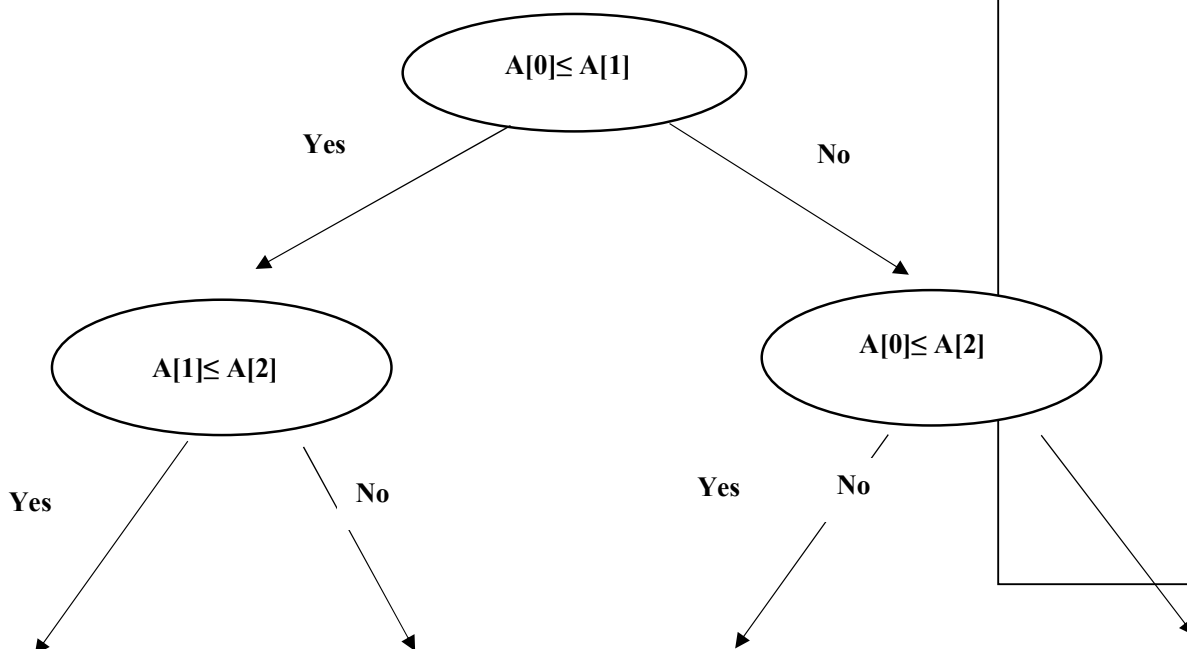 A[0]≤ A[1]
Yes
No
A[1]≤ A[2]
A[0]≤ A[2]
Yes
No
Yes
No